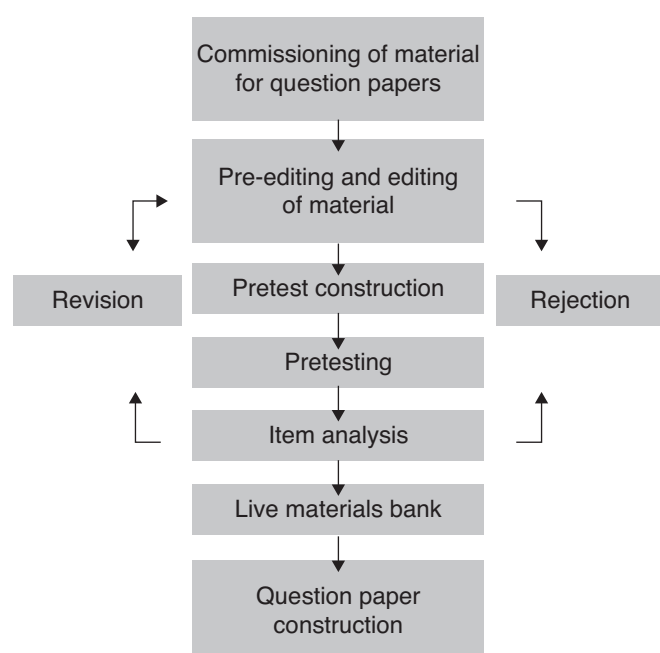 Commissioning of material
for question papers
Pre-editing and editing
of material
Revision
Pretest construction
Rejection
Pretesting
Item analysis
Live materials bank
Question paper
construction